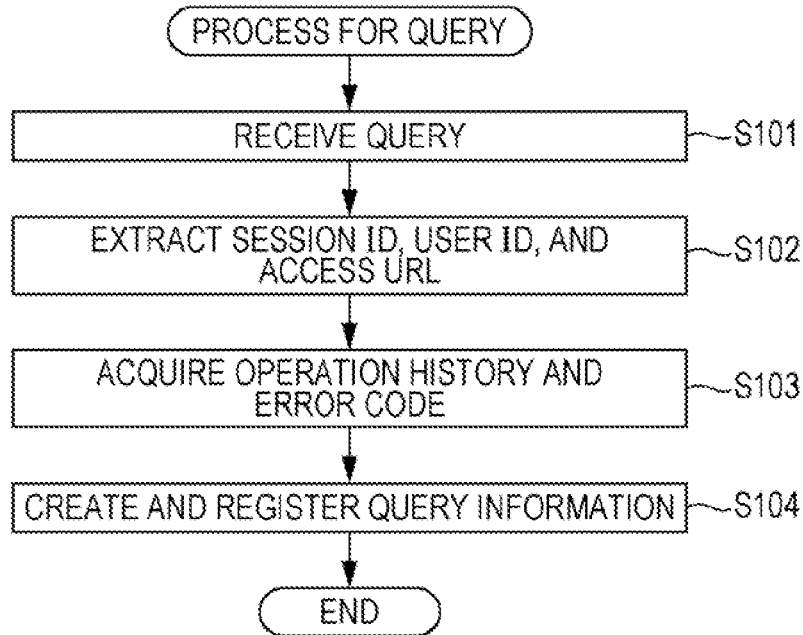 PROCESS FOR QUERY
RECEIVE QUERY
S101
EXTRACT SESSION ID, USER ID, AND
ACCESS URL
S102
ACQUIRE OPERATION HISTORY AND
ERROR CODE
S103
CREATE AND REGISTER QUERY INFORMATION
S104
END